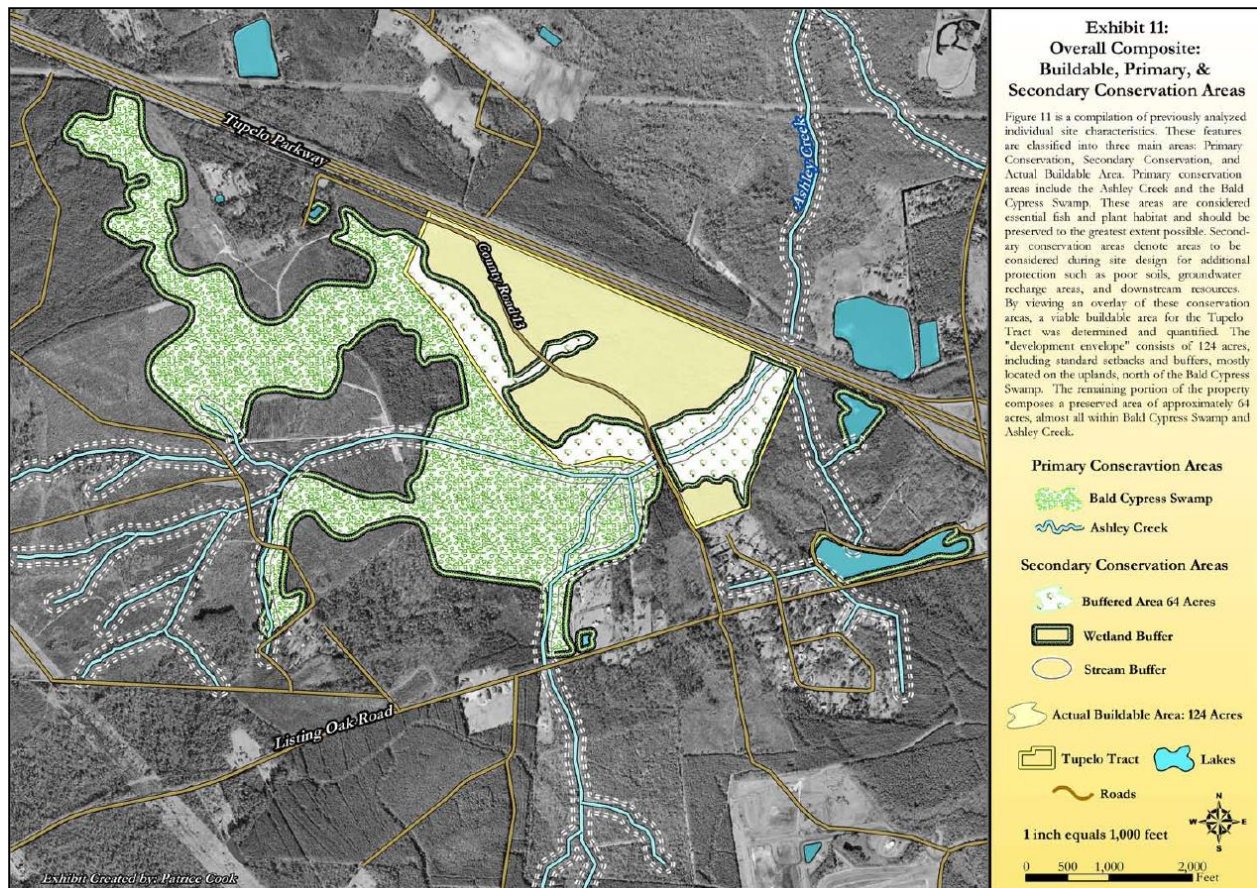 Exhibit 11:
Overall Composite:
Buildable, Primary, &
Secondary Conservation Areas
Figure 11 is a compilation of previously analyzed
individual site characteristics. These features
are classified into three main areas: Primary
Conservation, Secondary Conservation, and
Actual Buildable Area. Primary conservation
areas include the Ashley Creek and the Bald
Cypress Swamp. These areas are considered
essential fish and plant habitat and should be
preserved to the greatest extent possible. Second-
ary conservation areas denote areas to be
considered during site design for additional
protection such as poor soils, groundwater
recharge areas, and downstream resources.
By viewing an overlay of these conservation
areas, a viable buildable area for the Tupelo
Tract was determined and quantified. The
"development envelope" consists of 124 acres,
including standard setbacks and buffers, mostly
located on the uplands, north of the Bald Cypress
Swamp. The remaining portion of the property
composes a preserved area of approximately 64
acres, almost all within Bald Cypress Swamp and
Ashley Creek.
Primary Conseravtion Areas
Bald Cypress Swamp
Ashley Creek
Secondary Conservation Areas
Buffered Area 64 Acres
Wetland Buffer
Stream Buffer
Actual Buildable Area: 124 Acres
Tupelo Tract
Lakes
Roads
N
W E
S
1 inch equals 1,000 feet
0 500 1,000 2,000
Feet
Tupelo Parkway
Ashley Creek
County Road
Listing Oak Road
Exhibit Created by: Patrice Cook